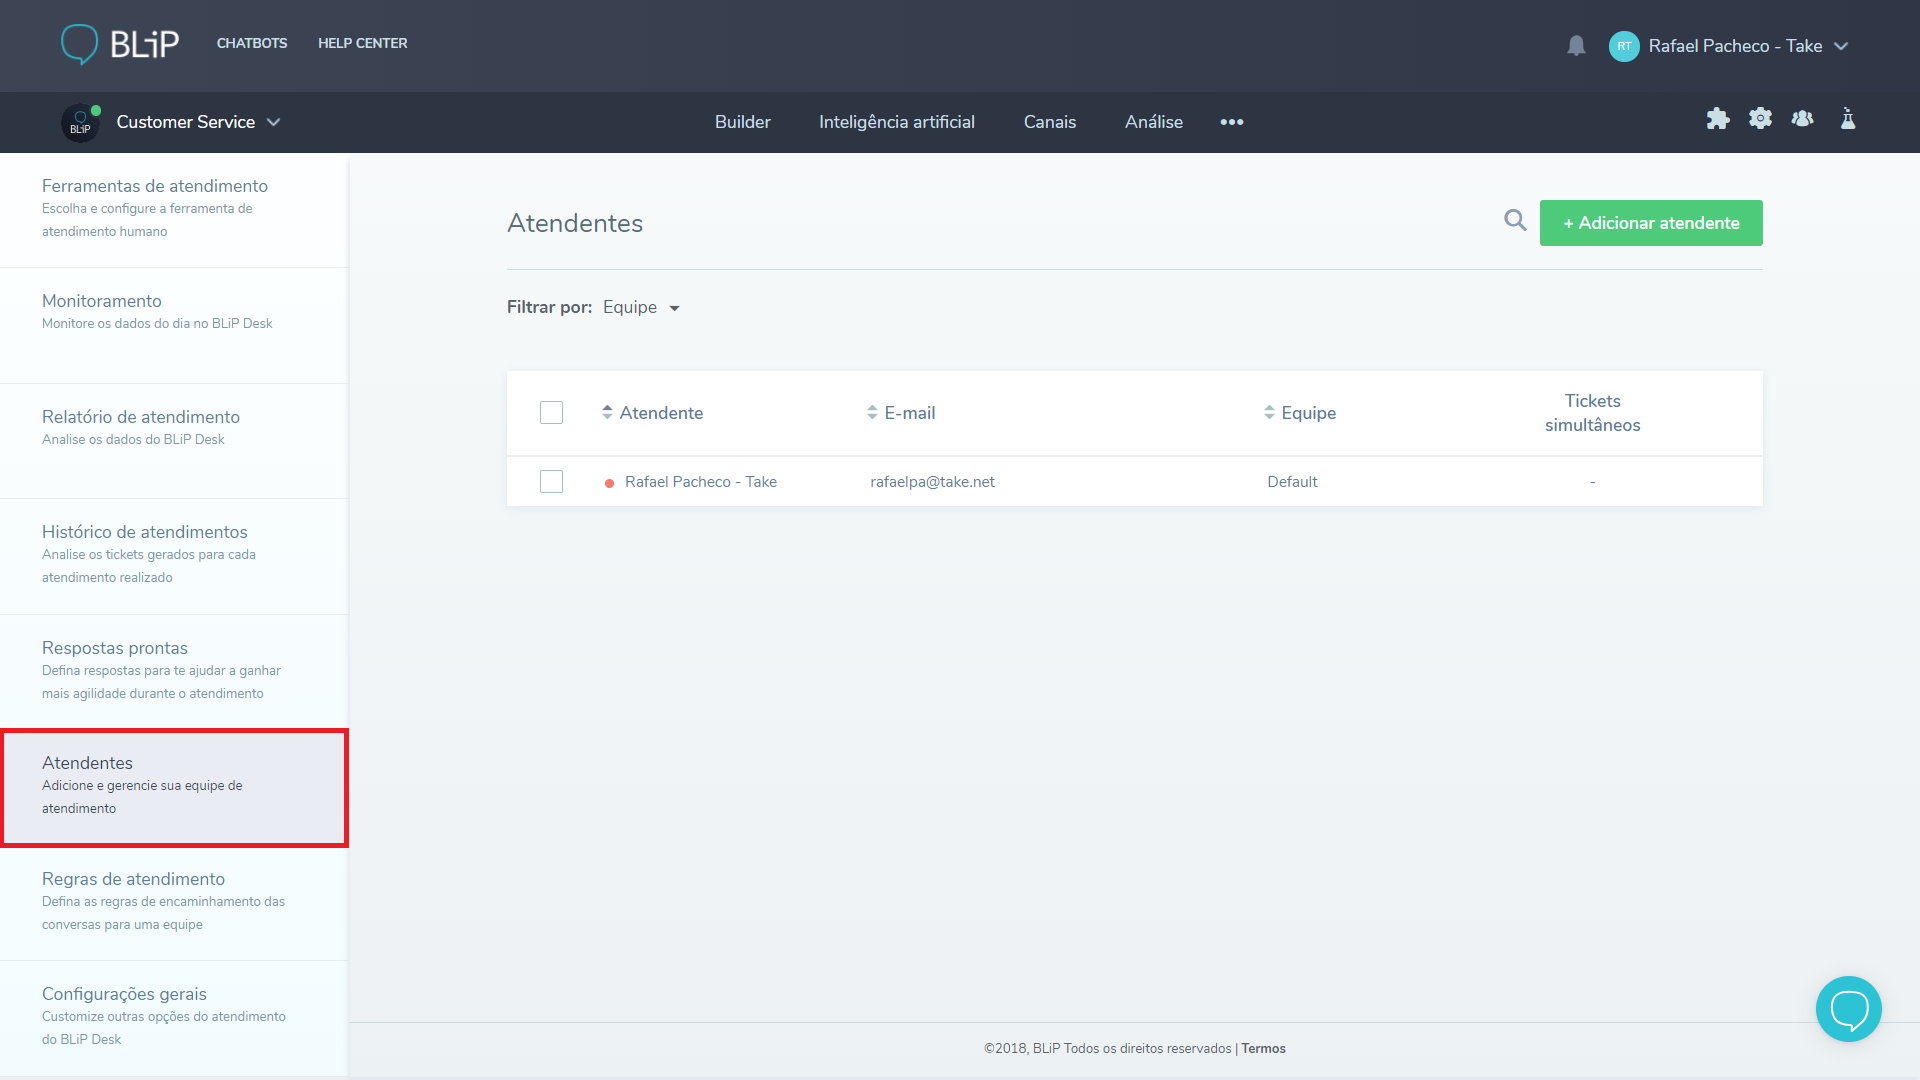 BLiP
CHATBOTS
HELP CENTER
RT
Rafael Pacheco - Take
BLiP
Customer Service
Builder
Inteligência artificial
Canais
Análise
•••
Ferramentas de atendimento
Escolha e configure a ferramenta de
atendimento humano
Monitoramento
Monitore os dados do dia no BLiP Desk
Relatório de atendimento
Analise os dados do BLiP Desk
Histórico de atendimentos
Analise os tickets gerados para cada
atendimento realizado
Respostas prontas
Defina respostas para te ajudar a ganhar
mais agilidade durante o atendimento
Atendentes
Adicione e gerencie sua equipe de
atendimento
Regras de atendimento
Defina as regras de encaminhamento das
conversas para uma equipe
Configurações gerais
Customize outras opções do atendimento
do BLiP Desk
Atendentes
+ Adicionar atendente
Filtrar por: Equipe
Atendente
E-mail
Equipe
Tickets
simultâneos
Rafael Pacheco - Take
rafaelpa@take.net
Default
-
©2018, BLiP Todos os direitos reservados | Termos